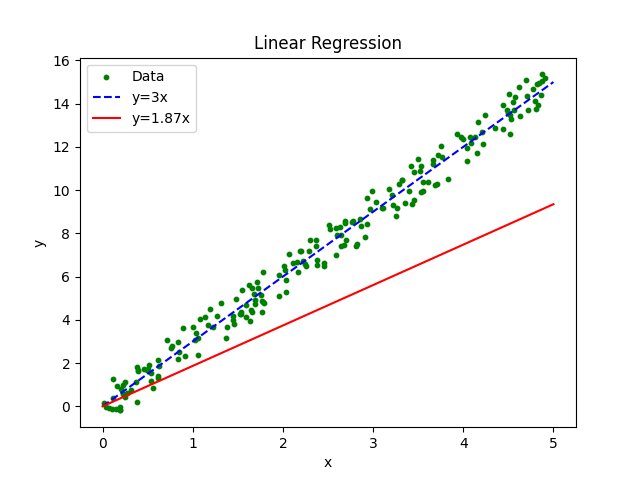 Linear Regression
Data
y=3x
y=1.87x
16
14
12
10
8
6
4
2
0
y
0 1 2 3 4 5
x